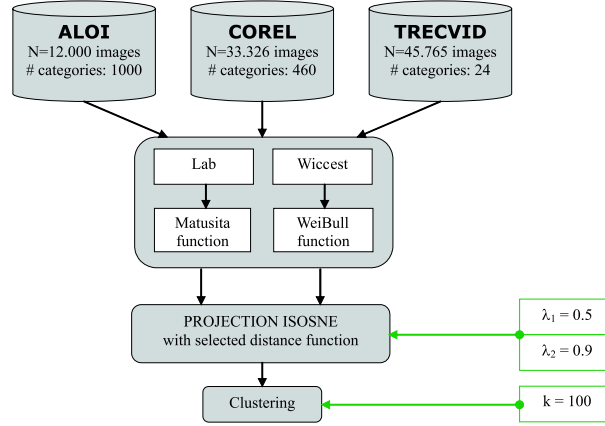 ALOI
N=12.000 images
# categories: 1000
COREL
N=33.326 images
# categories: 460
TRECVID
N=45.765 images
# categories: 24
Lab
Wiccest
Matusita
function
WeiBull
function
PROJECTION ISOSNE
with selected distance function
λ₁ = 0.5
λ₂ = 0.9
Clustering
k = 100